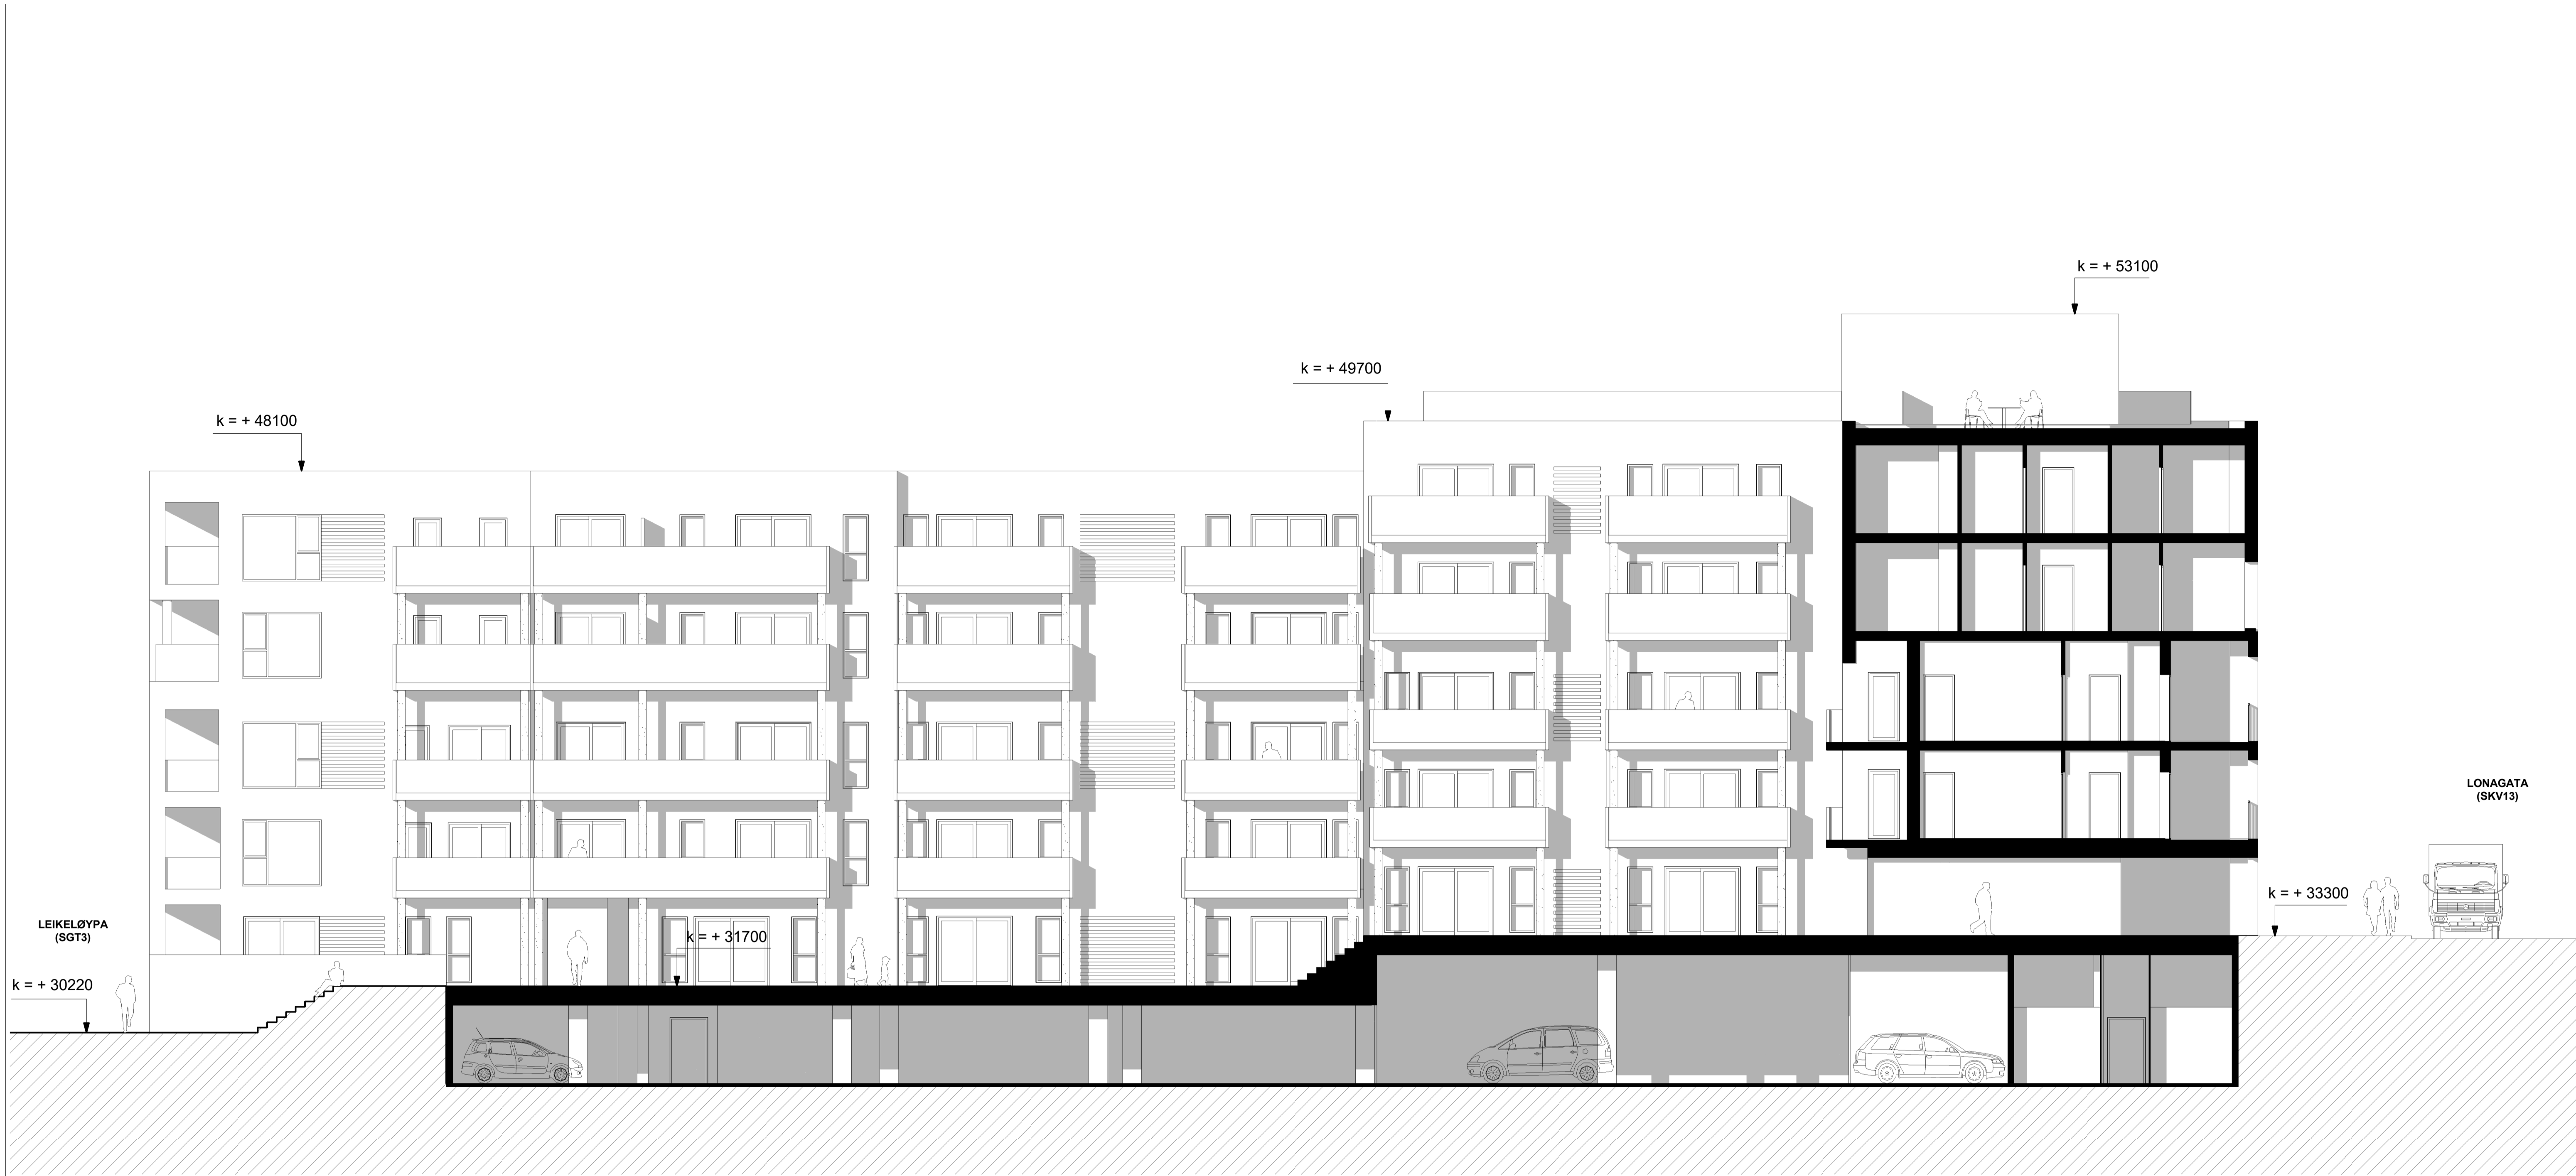 k = + 53100
k = + 49700
k = + 48100
LONAGATA
(SKV13)
k = + 33300
LEIKELØYPA
(SGT3)
k = + 31700
k = + 30220